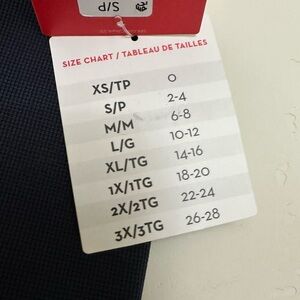 S/P
SIZE CHART / TABLEAU DE TAILLES
XS/TP 0
S/P 2-4
M/M 6-8
L/G 10-12
XL/TG 14-16
1X/1TG 18-20
2X/2TG 22-24
3X/3TG 26-28